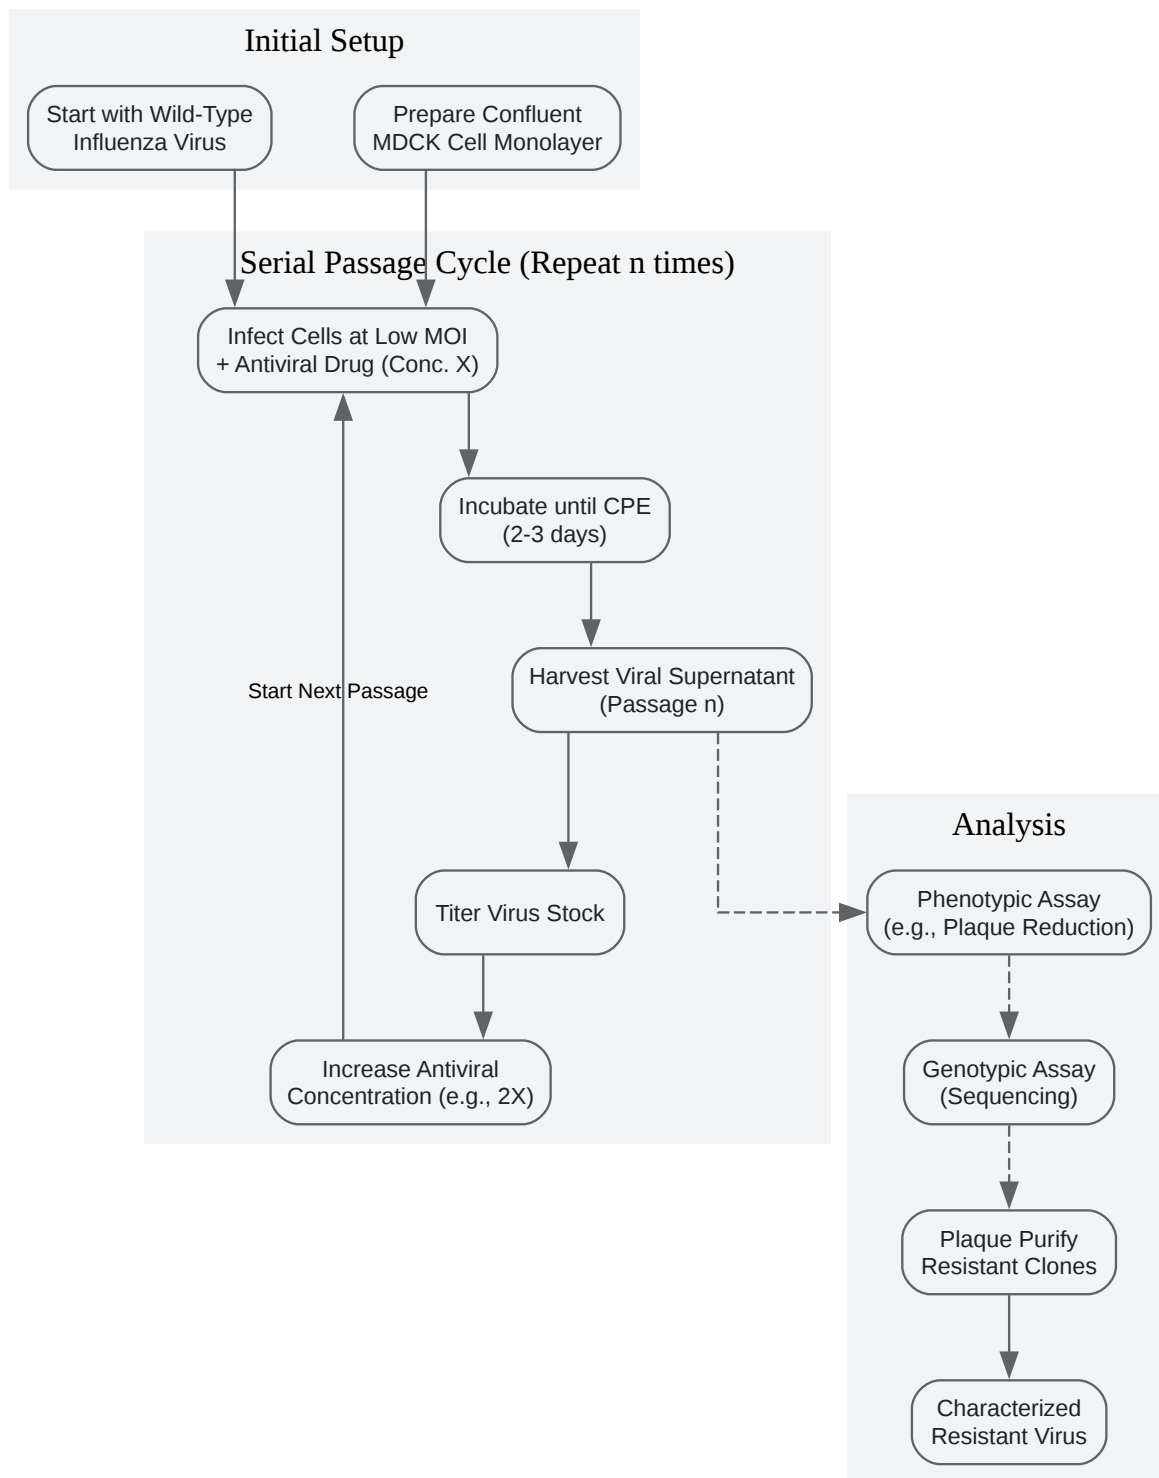 Initial Setup
Start with Wild-Type
Influenza Virus
Prepare Confluent
MDCK Cell Monolayer
Serial Passage Cycle (Repeat n times)
Infect Cells at Low MOI
+ Antiviral Drug (Conc. X)
Incubate until CPE
(2-3 days)
Harvest Viral Supernatant
(Passage n)
Start Next Passage
Titer Virus Stock
Increase Antiviral
Concentration (e.g., 2X)
Analysis
Phenotypic Assay
(e.g., Plaque Reduction)
Genotypic Assay
(Sequencing)
Plaque Purify
Resistant Clones
Characterized
Resistant Virus